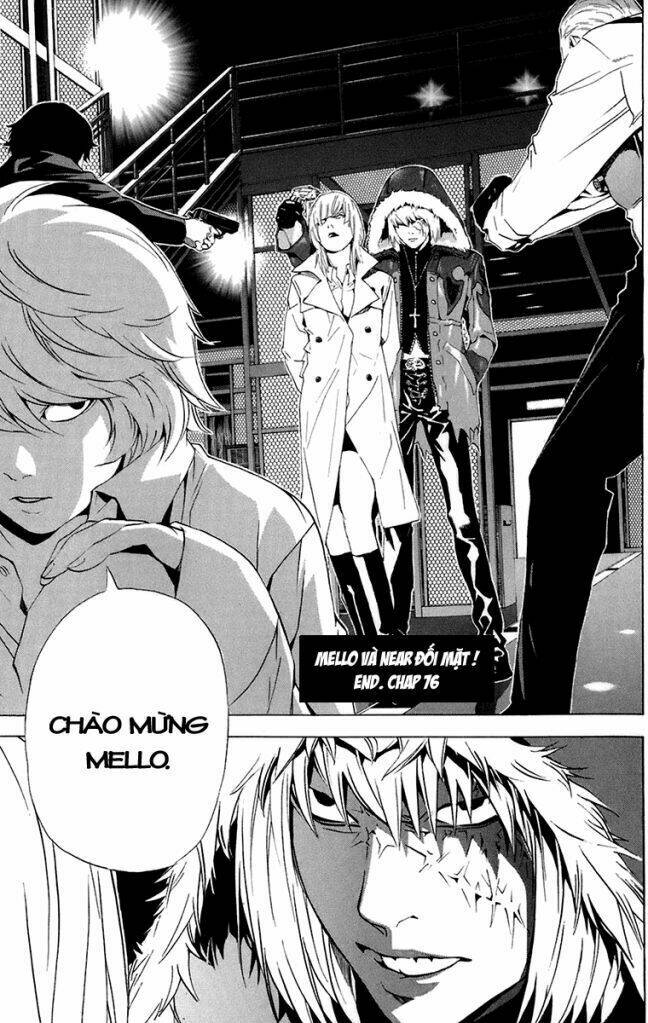 MELLO VÀ NEAR ĐỐI MẶT !
END. CHAP 76
CHÀO MỪNG
MELLO.